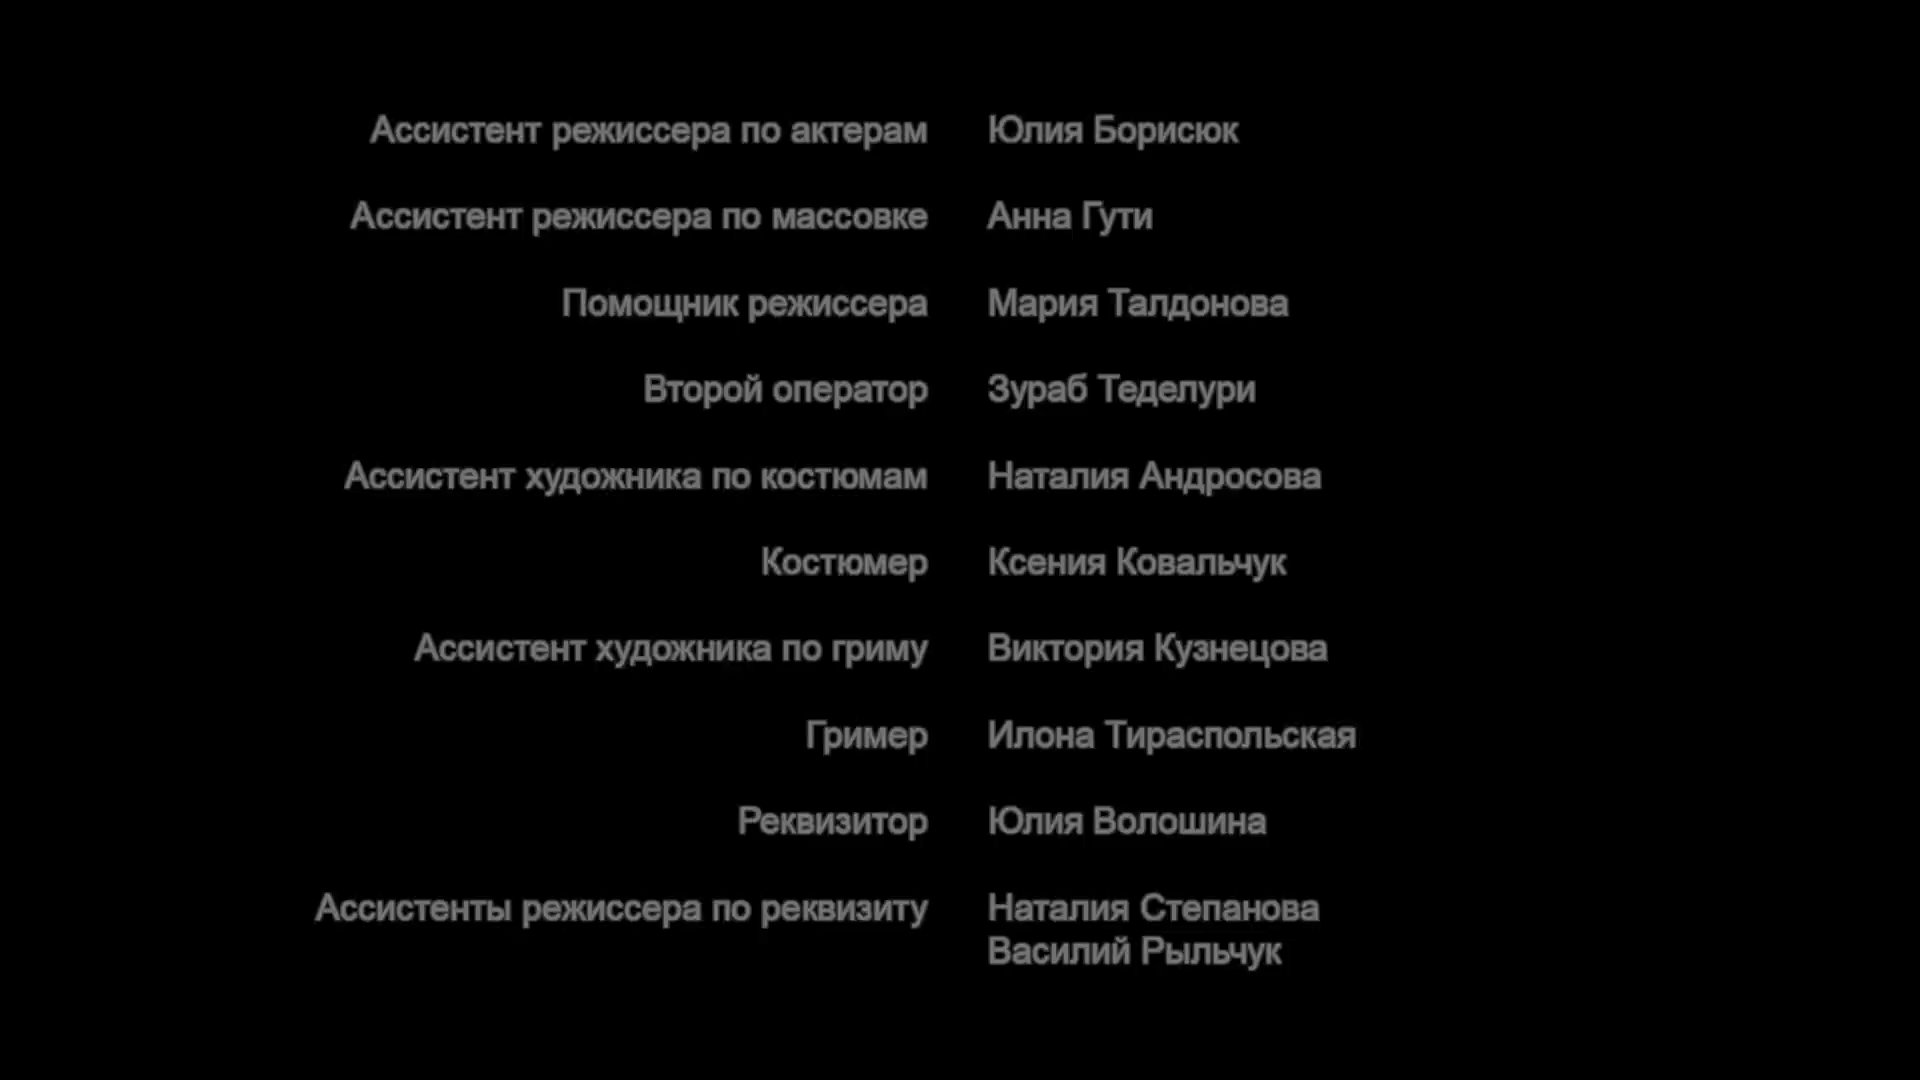 Ассистент режиссера по актерам Юлия Борисюк
Ассистент режиссера по массовке Анна Гути
Помощник режиссера Мария Талдонова
Второй оператор Зураб Теделури
Ассистент художника по костюмам Наталия Андросова
Костюмер Ксения Ковальчук
Ассистент художника по гриму Виктория Кузнецова
Гример Илона Тираспольская
Реквизитор Юлия Волошина
Ассистенты режиссера по реквизиту Наталия Степанова
Василий Рыльчук